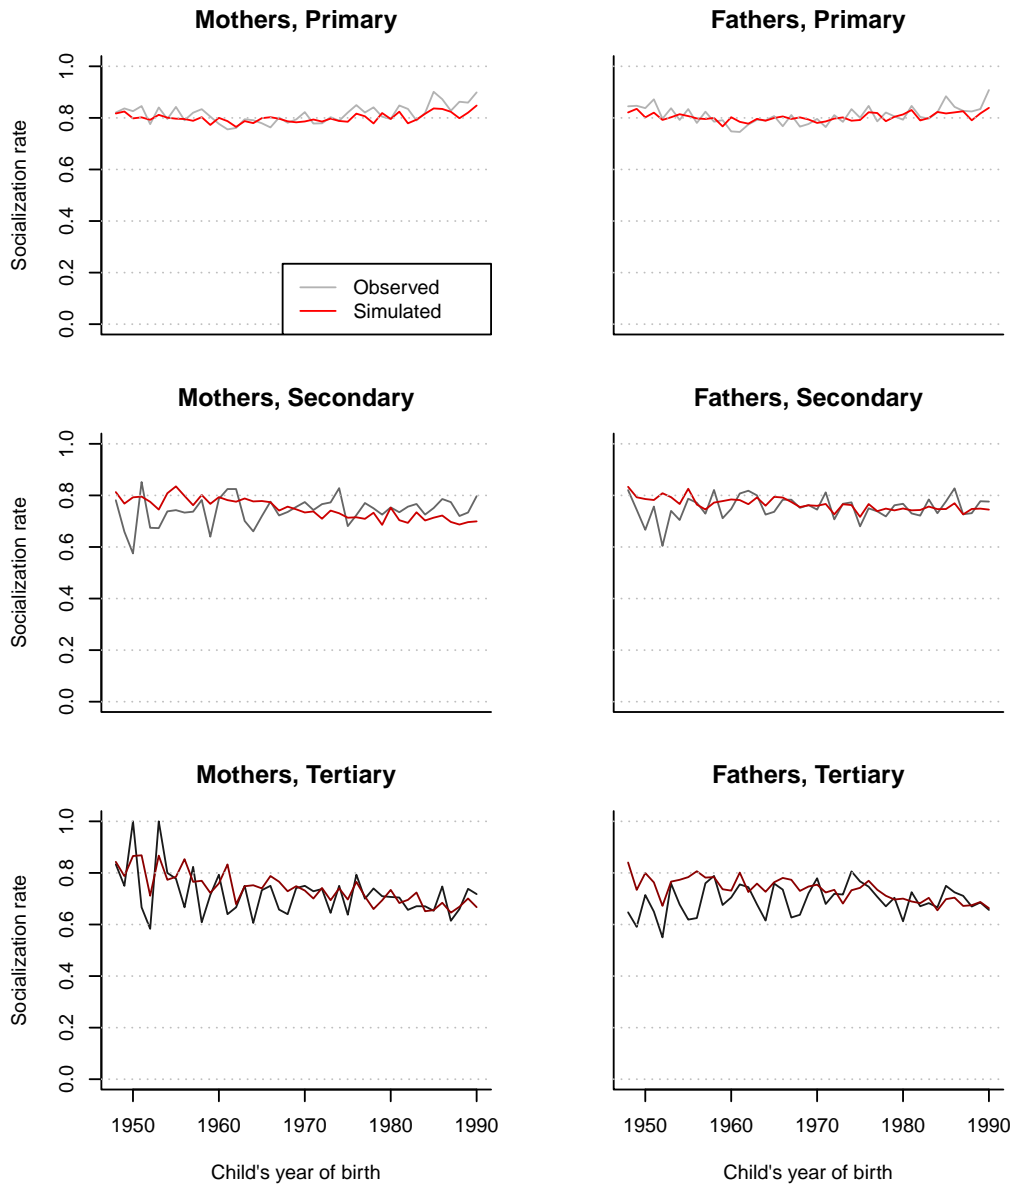 Mothers, Primary
Fathers, Primary
Socialization rate
1.0
0.8
0.6
0.4
0.2
0.0
Observed
Simulated
Mothers, Secondary
Fathers, Secondary
Socialization rate
1.0
0.8
0.6
0.4
0.2
0.0
Mothers, Tertiary
Fathers, Tertiary
Socialization rate
1.0
0.8
0.6
0.4
0.2
0.0
1950 1960 1970 1980 1990
1950 1960 1970 1980 1990
Child's year of birth
Child's year of birth